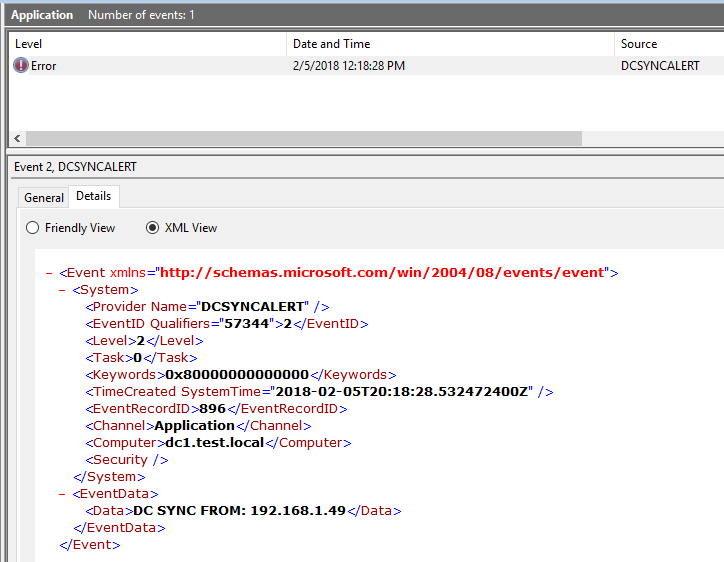 Application Number of events: 1
Level Date and Time Source
Error 2/5/2018 12:18:28 PM DCSYNCALERT
Event 2, DCSYNCALERT
General Details
Friendly View XML View
- <Event xmlns="http://schemas.microsoft.com/win/2004/08/events/event">
- <System>
<Provider Name="DCSYNCALERT" />
<EventID Qualifiers="57344">2</EventID>
<Level>2</Level>
<Task>0</Task>
<Keywords>0x80000000000000</Keywords>
<TimeCreated SystemTime="2018-02-05T20:18:28.532472400Z" />
<EventRecordID>896</EventRecordID>
<Channel>Application</Channel>
<Computer>dc1.test.local</Computer>
<Security />
</System>
- <EventData>
<Data>DC SYNC FROM: 192.168.1.49</Data>
</EventData>
</Event>